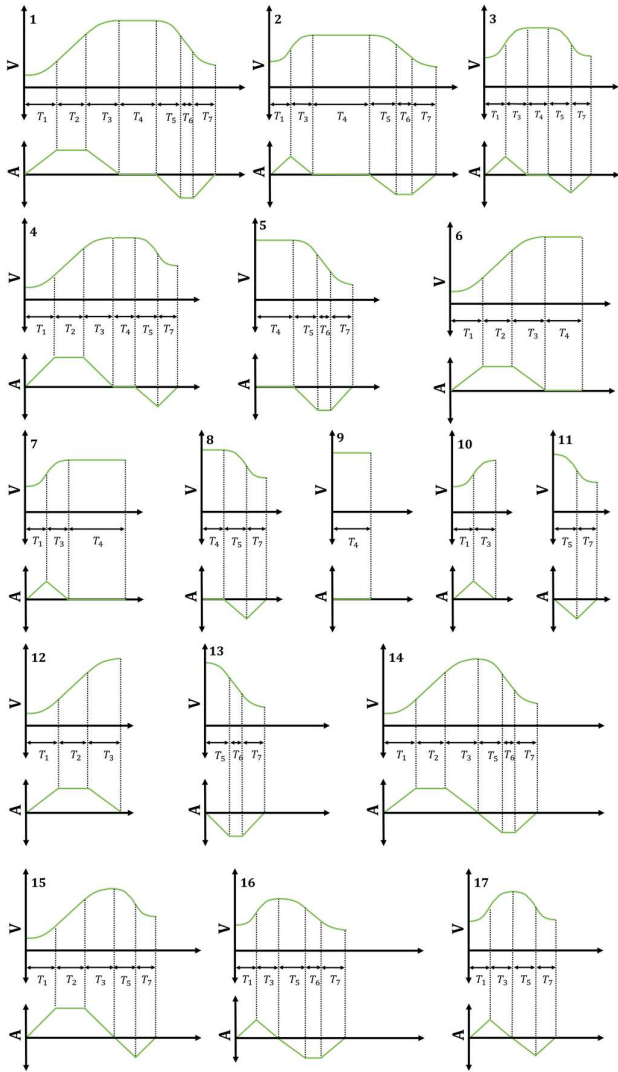 1 2 3
V V V
T₁ T₂ T₃ T₄ T₅ T₆ T₇ T₁ T₃ T₄ T₅ T₆ T₇ T₁ T₃ T₄ T₅ T₇
A A A
4 5 6
V V V
T₁ T₂ T₃ T₄ T₅ T₇ T₄ T₅ T₆ T₇ T₁ T₂ T₃ T₄
A A A
7 8 9 10 11
V V V V V
T₁ T₃ T₄ T₄ T₅ T₇ T₄ T₁ T₃ T₅ T₇
A A A A A
12 13 14
V V V
T₁ T₂ T₃ T₅ T₆ T₇ T₁ T₂ T₃ T₅ T₆ T₇
A A A
15 16 17
V V V
T₁ T₂ T₃ T₅ T₇ T₁ T₃ T₅ T₆ T₇ T₁ T₃ T₅ T₇
A A A